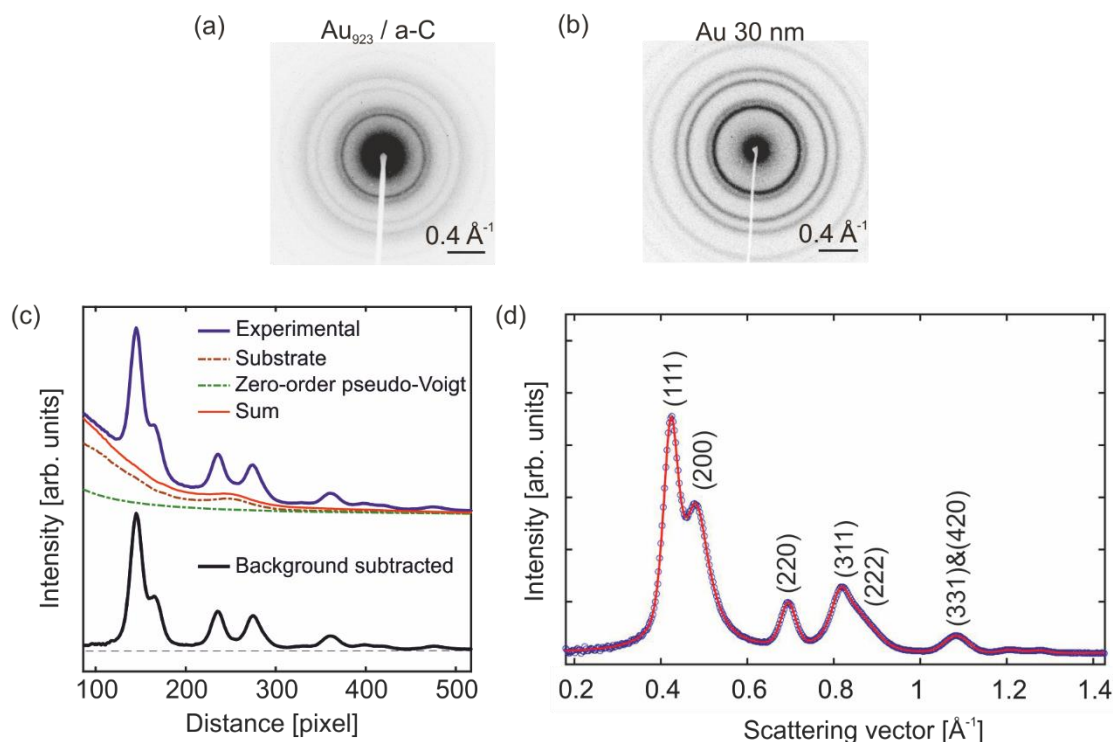 (a)
Au₉₂₃ / a-C
0.4 Å⁻¹
(b)
Au 30 nm
0.4 Å⁻¹
(c)
Intensity [arb. units]
Experimental
Substrate
Zero-order pseudo-Voigt
Sum
Background subtracted
100 200 300 400 500
Distance [pixel]
(d)
Intensity [arb. units]
(111)
(200)
(220)
(311)
(222)
(331)&(420)
0.2 0.4 0.6 0.8 1 1.2 1.4
Scattering vector [Å⁻¹]